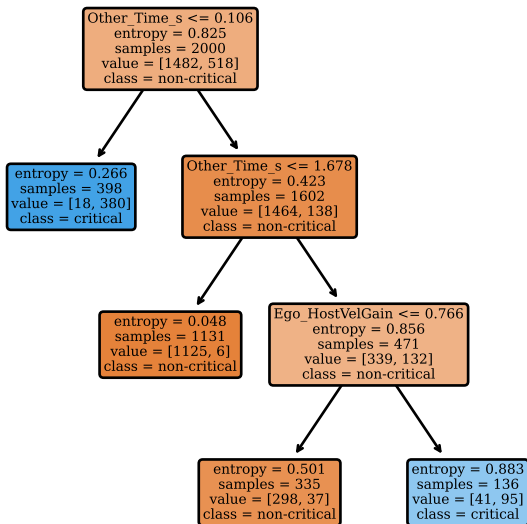 Other_Time_s <= 0.106
entropy = 0.825
samples = 2000
value = [1482, 518]
class = non-critical
entropy = 0.266
samples = 398
value = [18, 380]
class = critical
Other_Time_s <= 1.678
entropy = 0.423
samples = 1602
value = [1464, 138]
class = non-critical
entropy = 0.048
samples = 1131
value = [1125, 6]
class = non-critical
Ego_HostVelGain <= 0.766
entropy = 0.856
samples = 471
value = [339, 132]
class = non-critical
entropy = 0.501
samples = 335
value = [298, 37]
class = non-critical
entropy = 0.883
samples = 136
value = [41, 95]
class = critical